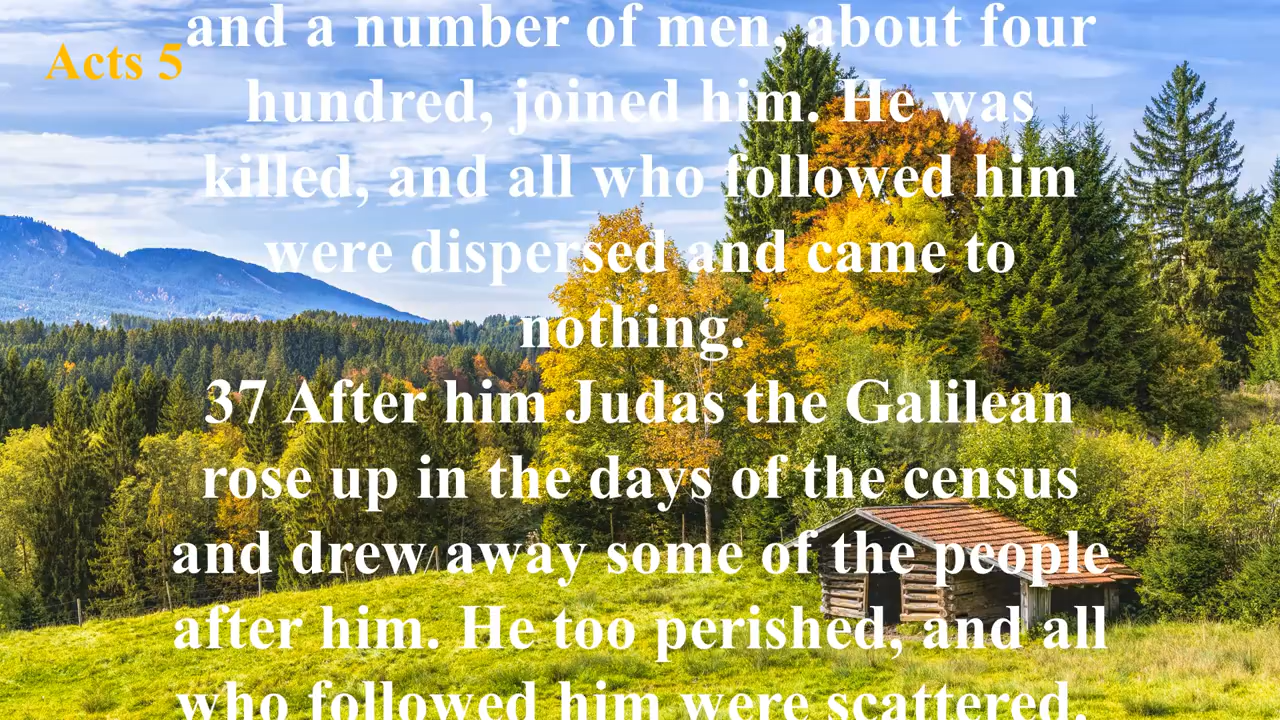 and a number of men, about four
Acts 5
hundred, joined him. He was
killed, and all who followed him
were dispersed and came to
nothing.
37 After him Judas the Galilean
rose up in the days of the census
and drew away some of the people
after him. He too perished, and all
who followed him were scattered.